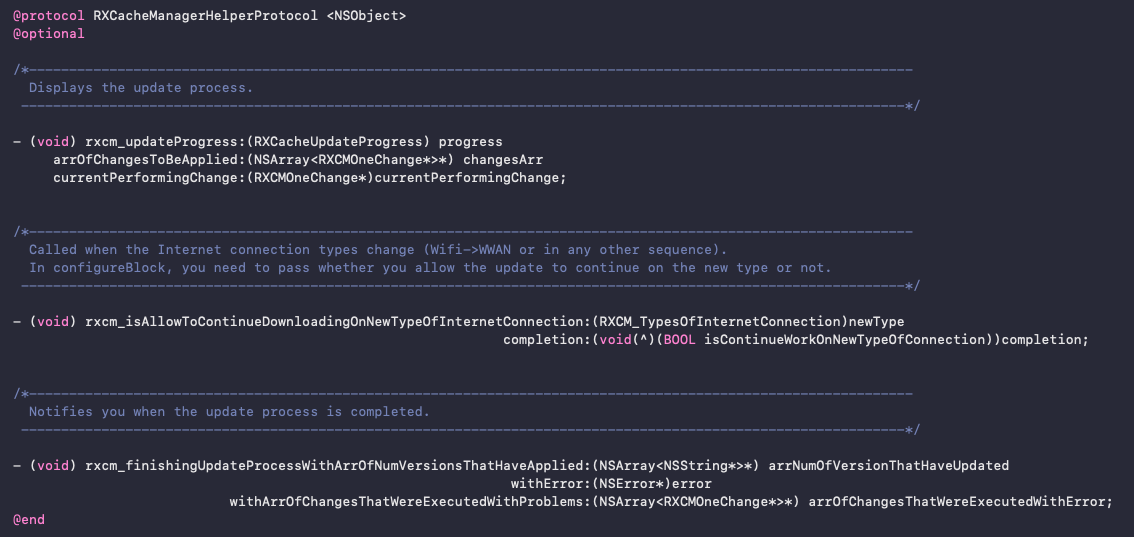 @protocol RXCacheManagerHelperProtocol <NSObject>
@optional
/*--------------------------------------------------------------------------------------------------------------
Displays the update process.
--------------------------------------------------------------------------------------------------------------*/
- (void) rxcm_updateProgress:(RXCacheUpdateProgress) progress
arrOfChangesToBeApplied:(NSArray<RXCMOneChange*>*) changesArr
currentPerformingChange:(RXCMOneChange*)currentPerformingChange;
/*--------------------------------------------------------------------------------------------------------------
Called when the Internet connection types change (Wifi->WWAN or in any other sequence).
In configureBlock, you need to pass whether you allow the update to continue on the new type or not.
--------------------------------------------------------------------------------------------------------------*/
- (void) rxcm_isAllowToContinueDownloadingOnNewTypeOfInternetConnection:(RXCM_TypesOfInternetConnection)newType
completion:(void(^)(BOOL isContinueWorkOnNewTypeOfConnection))completion;
/*--------------------------------------------------------------------------------------------------------------
Notifies you when the update process is completed.
--------------------------------------------------------------------------------------------------------------*/
- (void) rxcm_finishingUpdateProcessWithArrOfNumVersionsThatHaveApplied:(NSArray<NSString*>*) arrNumOfVersionThatHaveUpdated
withError:(NSError*)error
withArrOfChangesThatWereExecutedWithProblems:(NSArray<RXCMOneChange*>*) arrOfChangesThatWereExecutedWithError;
@end